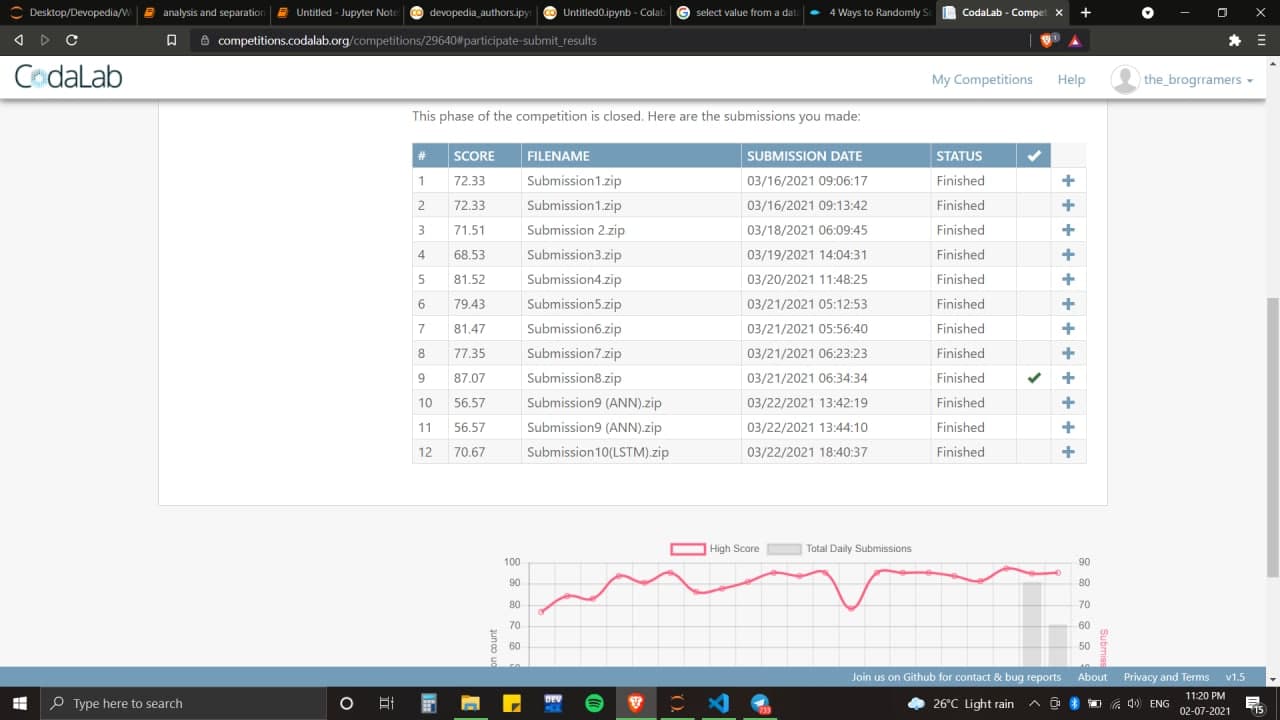 Desktop/Devopedia/W
analysis and separation
Untitled - Jupyter Note
devopedia_authors.ipy
Untitled0.ipynb - Colab
select value from a dat
4 Ways to Randomly S
CodaLab - Compet
competitions.codalab.org/competitions/29640#participate-submit_results
CodaLab
My Competitions Help the_brogrramers
This phase of the competition is closed. Here are the submissions you made:
# SCORE FILENAME SUBMISSION DATE STATUS
1 72.33 Submission1.zip 03/16/2021 09:06:17 Finished
2 72.33 Submission1.zip 03/16/2021 09:13:42 Finished
3 71.51 Submission 2.zip 03/18/2021 06:09:45 Finished
4 68.53 Submission3.zip 03/19/2021 14:04:31 Finished
5 81.52 Submission4.zip 03/20/2021 11:48:25 Finished
6 79.43 Submission5.zip 03/21/2021 05:12:53 Finished
7 81.47 Submission6.zip 03/21/2021 05:56:40 Finished
8 77.35 Submission7.zip 03/21/2021 06:23:23 Finished
9 87.07 Submission8.zip 03/21/2021 06:34:34 Finished
10 56.57 Submission9 (ANN).zip 03/22/2021 13:42:19 Finished
11 56.57 Submission9 (ANN).zip 03/22/2021 13:44:10 Finished
12 70.67 Submission10(LSTM).zip 03/22/2021 18:40:37 Finished
High Score Total Daily Submissions
100 90
90 80
80 70
70 60
60 50
on count
Submiss
Join us on Github for contact & bug reports About Privacy and Terms v1.5
Type here to search
26°C Light rain
ENG
11:20 PM
02-07-2021
15